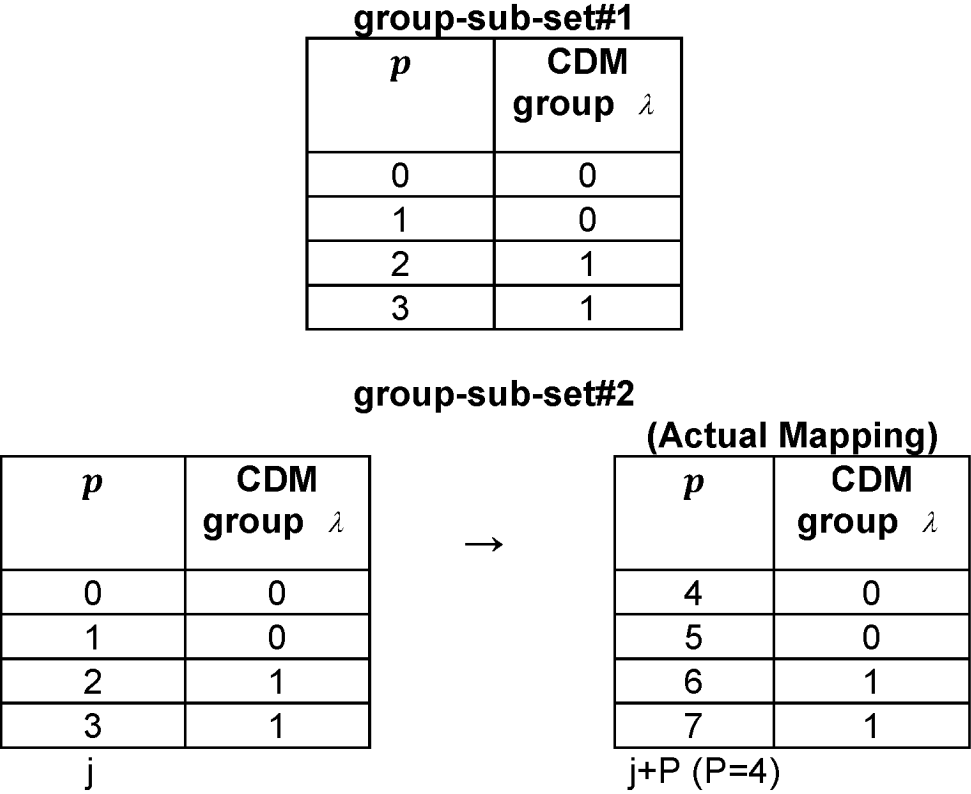 group-sub-set#1
p CDM
group λ
0 0
1 0
2 1
3 1
group-sub-set#2
(Actual Mapping)
p CDM
group λ
0 0
1 0
2 1
3 1
j
→
p CDM
group λ
4 0
5 0
6 1
7 1
j+P (P=4)